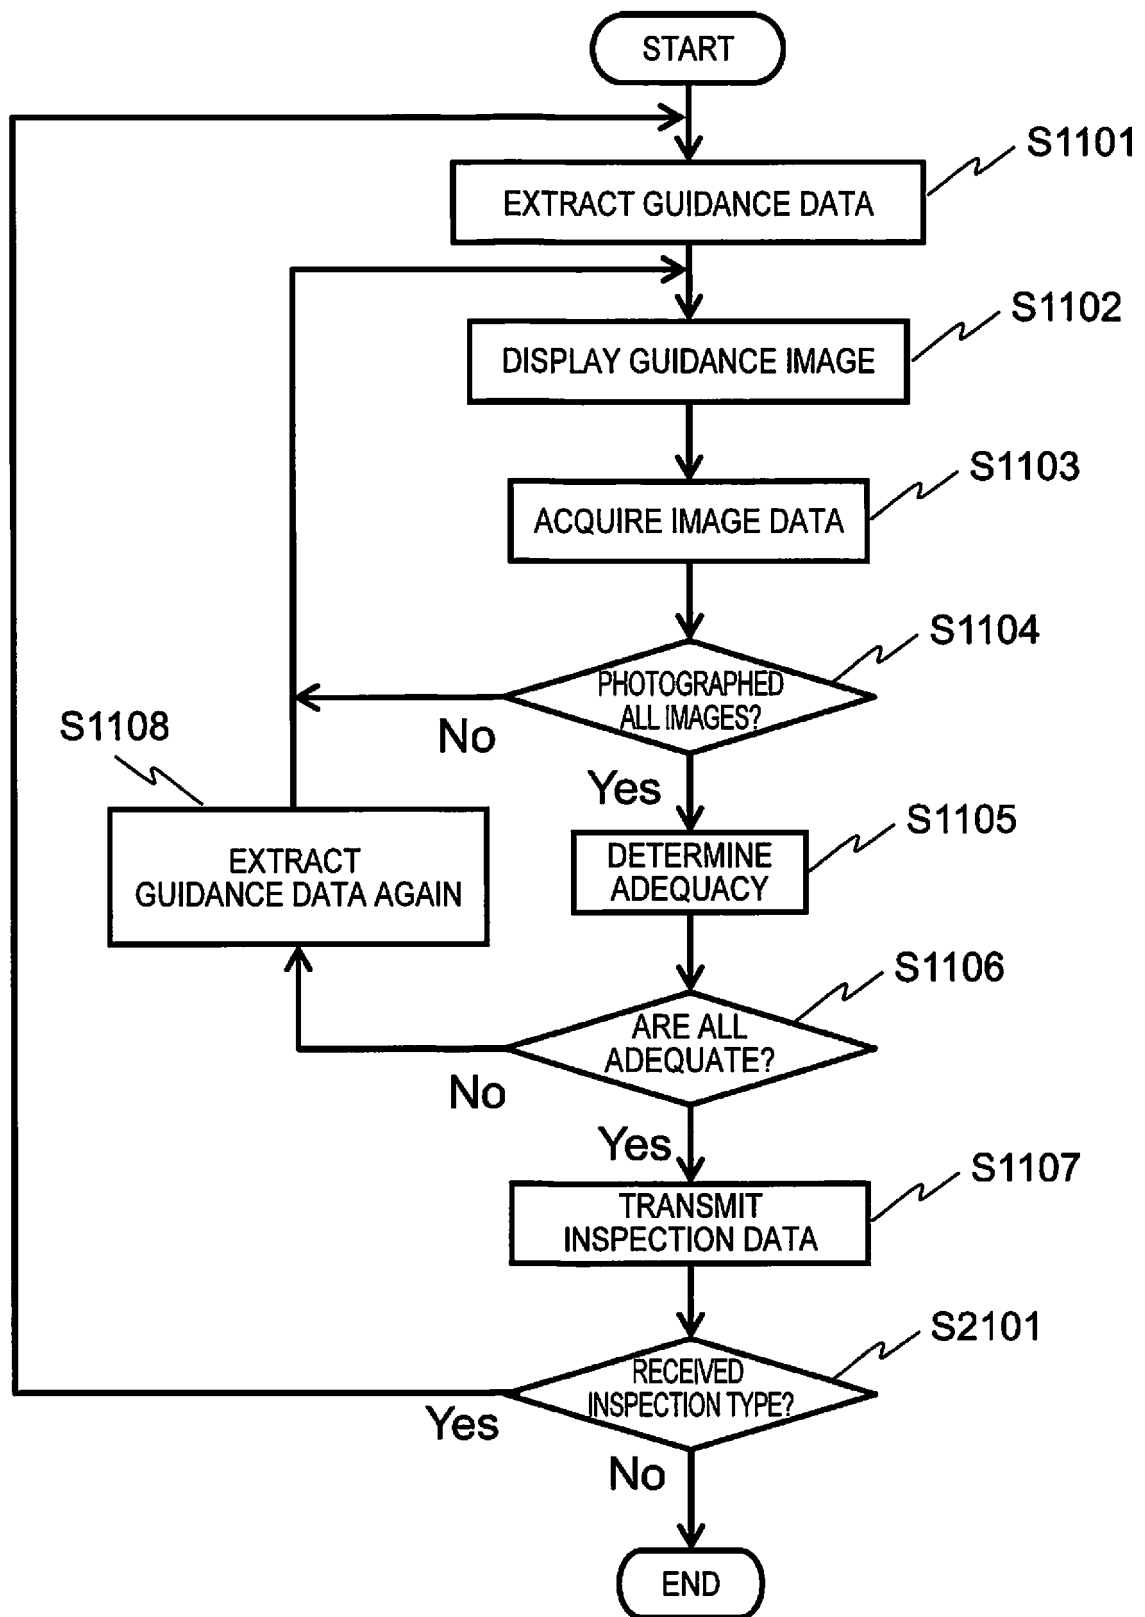 START
S1101
EXTRACT GUIDANCE DATA
S1102
DISPLAY GUIDANCE IMAGE
S1103
ACQUIRE IMAGE DATA
S1104
PHOTOGRAPHED
ALL IMAGES?
No
Yes
S1108
EXTRACT
GUIDANCE DATA AGAIN
S1105
DETERMINE
ADEQUACY
S1106
ARE ALL
ADEQUATE?
No
Yes
S1107
TRANSMIT
INSPECTION DATA
S2101
RECEIVED
INSPECTION TYPE?
Yes
No
END